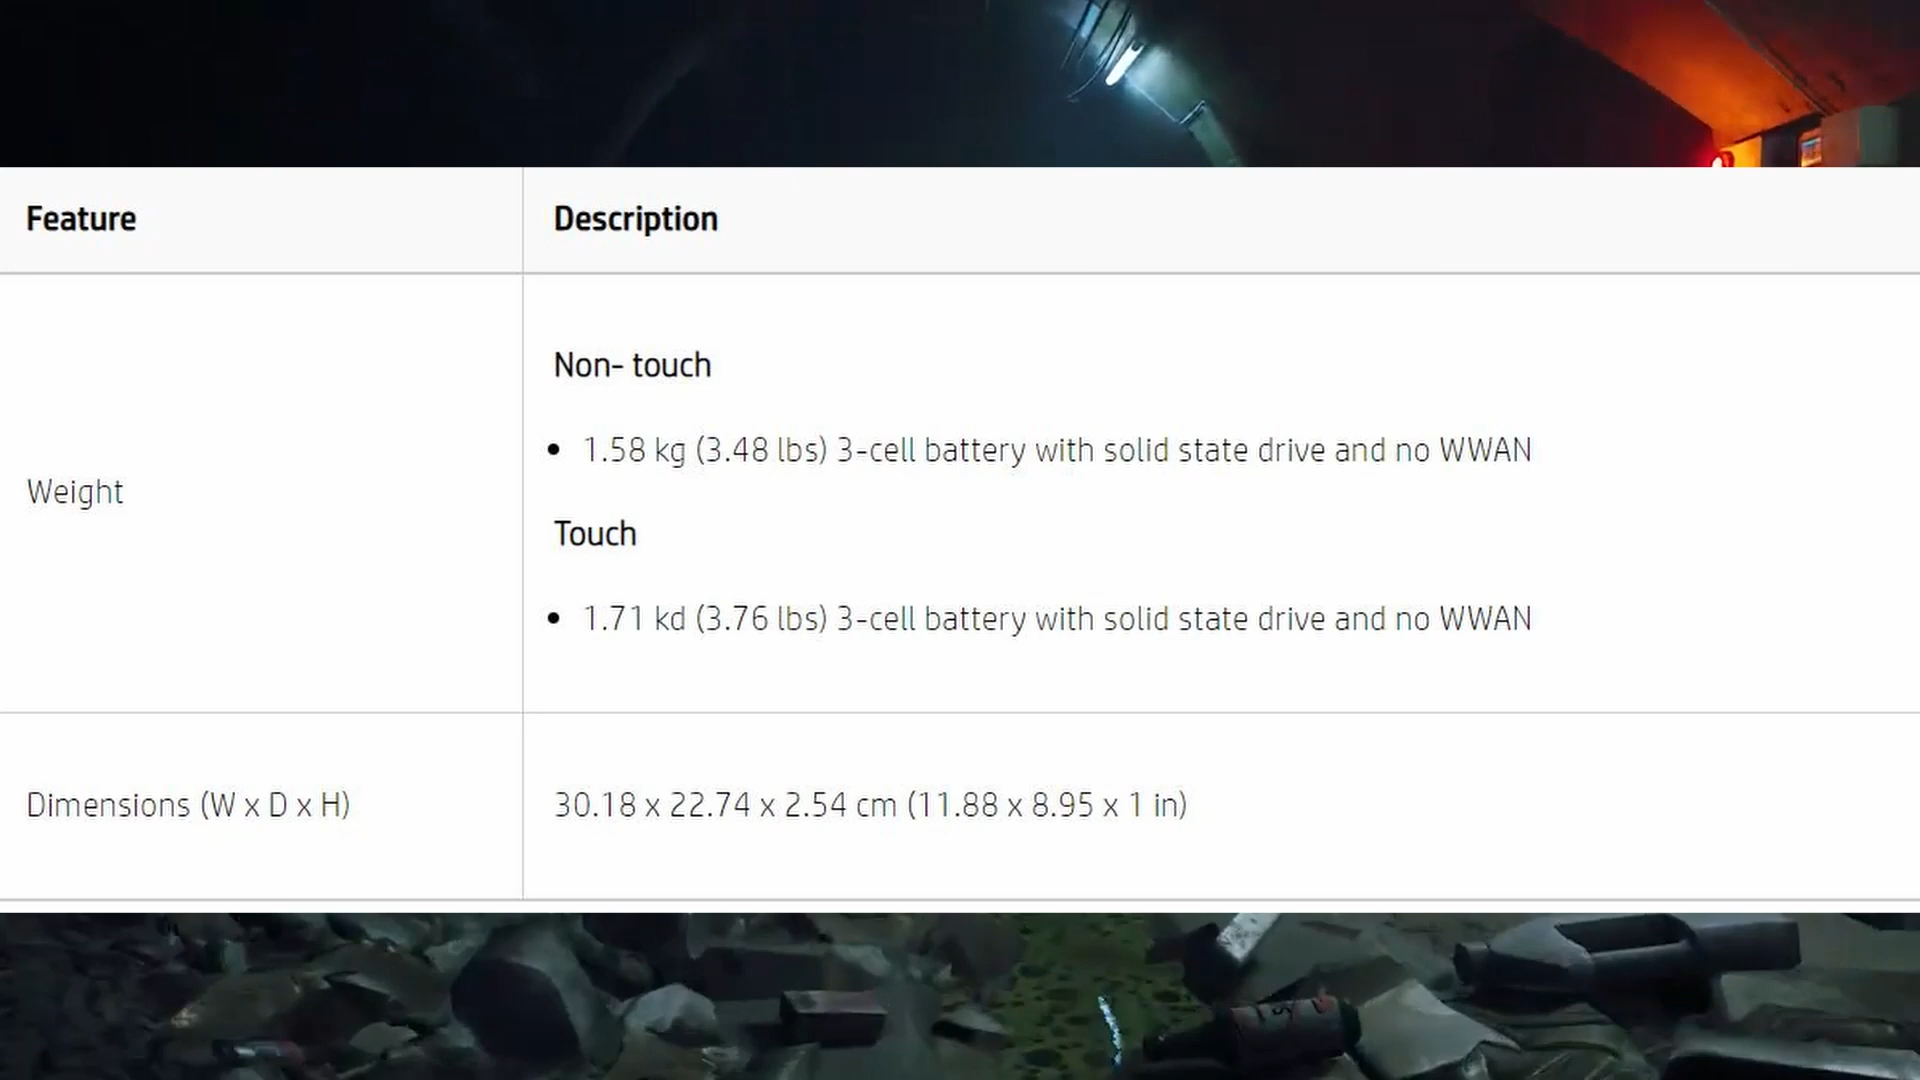 Feature
Description
Weight
Non- touch
• 1.58 kg (3.48 lbs) 3-cell battery with solid state drive and no WWAN
Touch
• 1.71 kd (3.76 lbs) 3-cell battery with solid state drive and no WWAN
Dimensions (W x D x H)
30.18 x 22.74 x 2.54 cm (11.88 x 8.95 x 1 in)